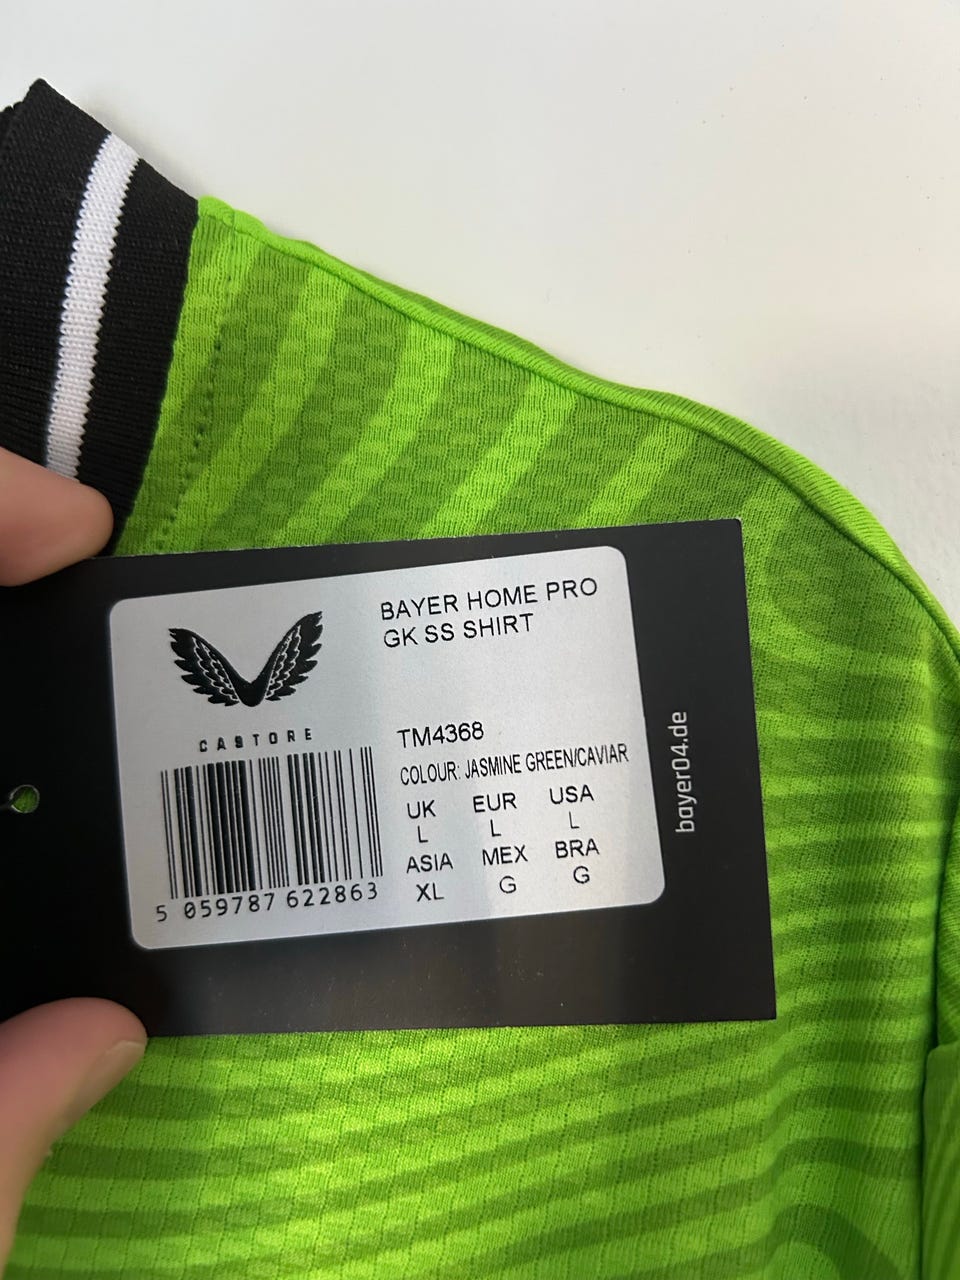 BAYER HOME PRO
GK SS SHIRT
CASTORE
TM4368
COLOUR: JASMINE GREEN/CAVIAR
UK EUR USA
L L L
ASIA MEX BRA
XL G G
5 059787 622863
bayer04.de